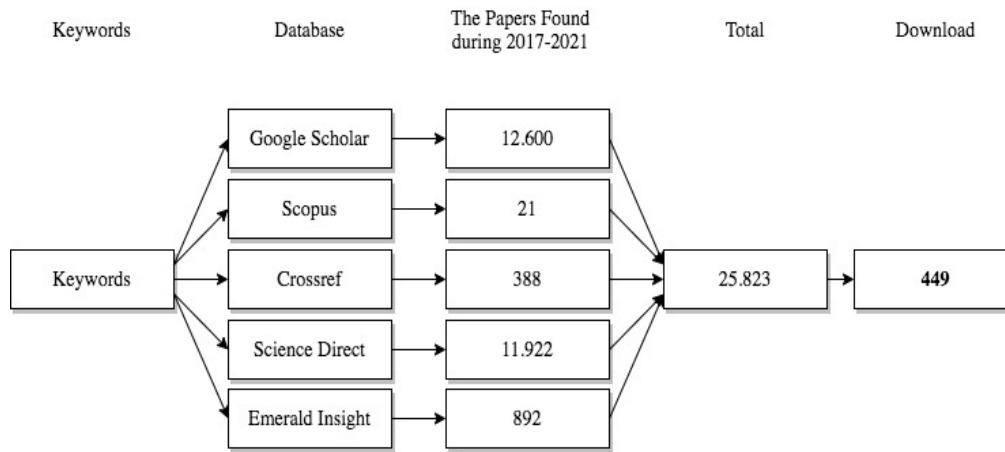 Keywords
Database
The Papers Found
during 2017-2021
Total
Download
Google Scholar
12.600
Scopus
21
Keywords
Crossref
388
25.823
449
Science Direct
11.922
Emerald Insight
892